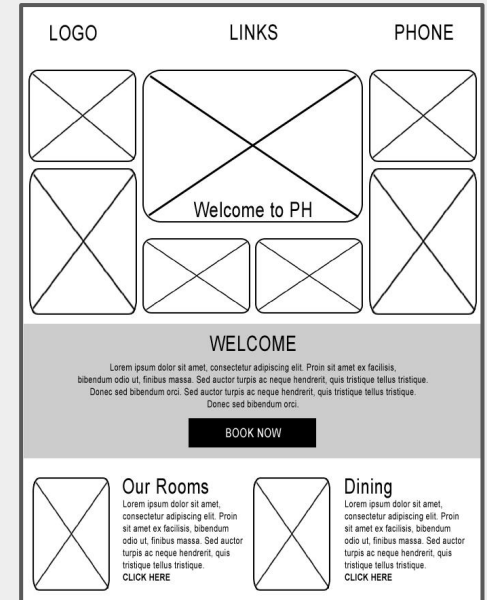 LOGO
LINKS
PHONE
Welcome to PH
WELCOME
Lorem ipsum dolor sit amet, consectetur adipiscing elit. Proin sit amet ex facilisis,
bibendum odio ut, finibus massa. Sed auctor turpis ac neque hendrerit, quis tristique tellus tristique.
Donec sed bibendum orci. Sed auctor turpis ac neque hendrerit, quis tristique tellus tristique.
Donec sed bibendum orci.
BOOK NOW
Our Rooms
Lorem ipsum dolor sit amet,
consectetur adipiscing elit. Proin
sit amet ex facilisis, bibendum
odio ut, finibus massa. Sed auctor
turpis ac neque hendrerit, quis
tristique tellus tristique.
CLICK HERE
Dining
Lorem ipsum dolor sit amet,
consectetur adipiscing elit. Proin
sit amet ex facilisis, bibendum
odio ut, finibus massa. Sed auctor
turpis ac neque hendrerit, quis
tristique tellus tristique.
CLICK HERE